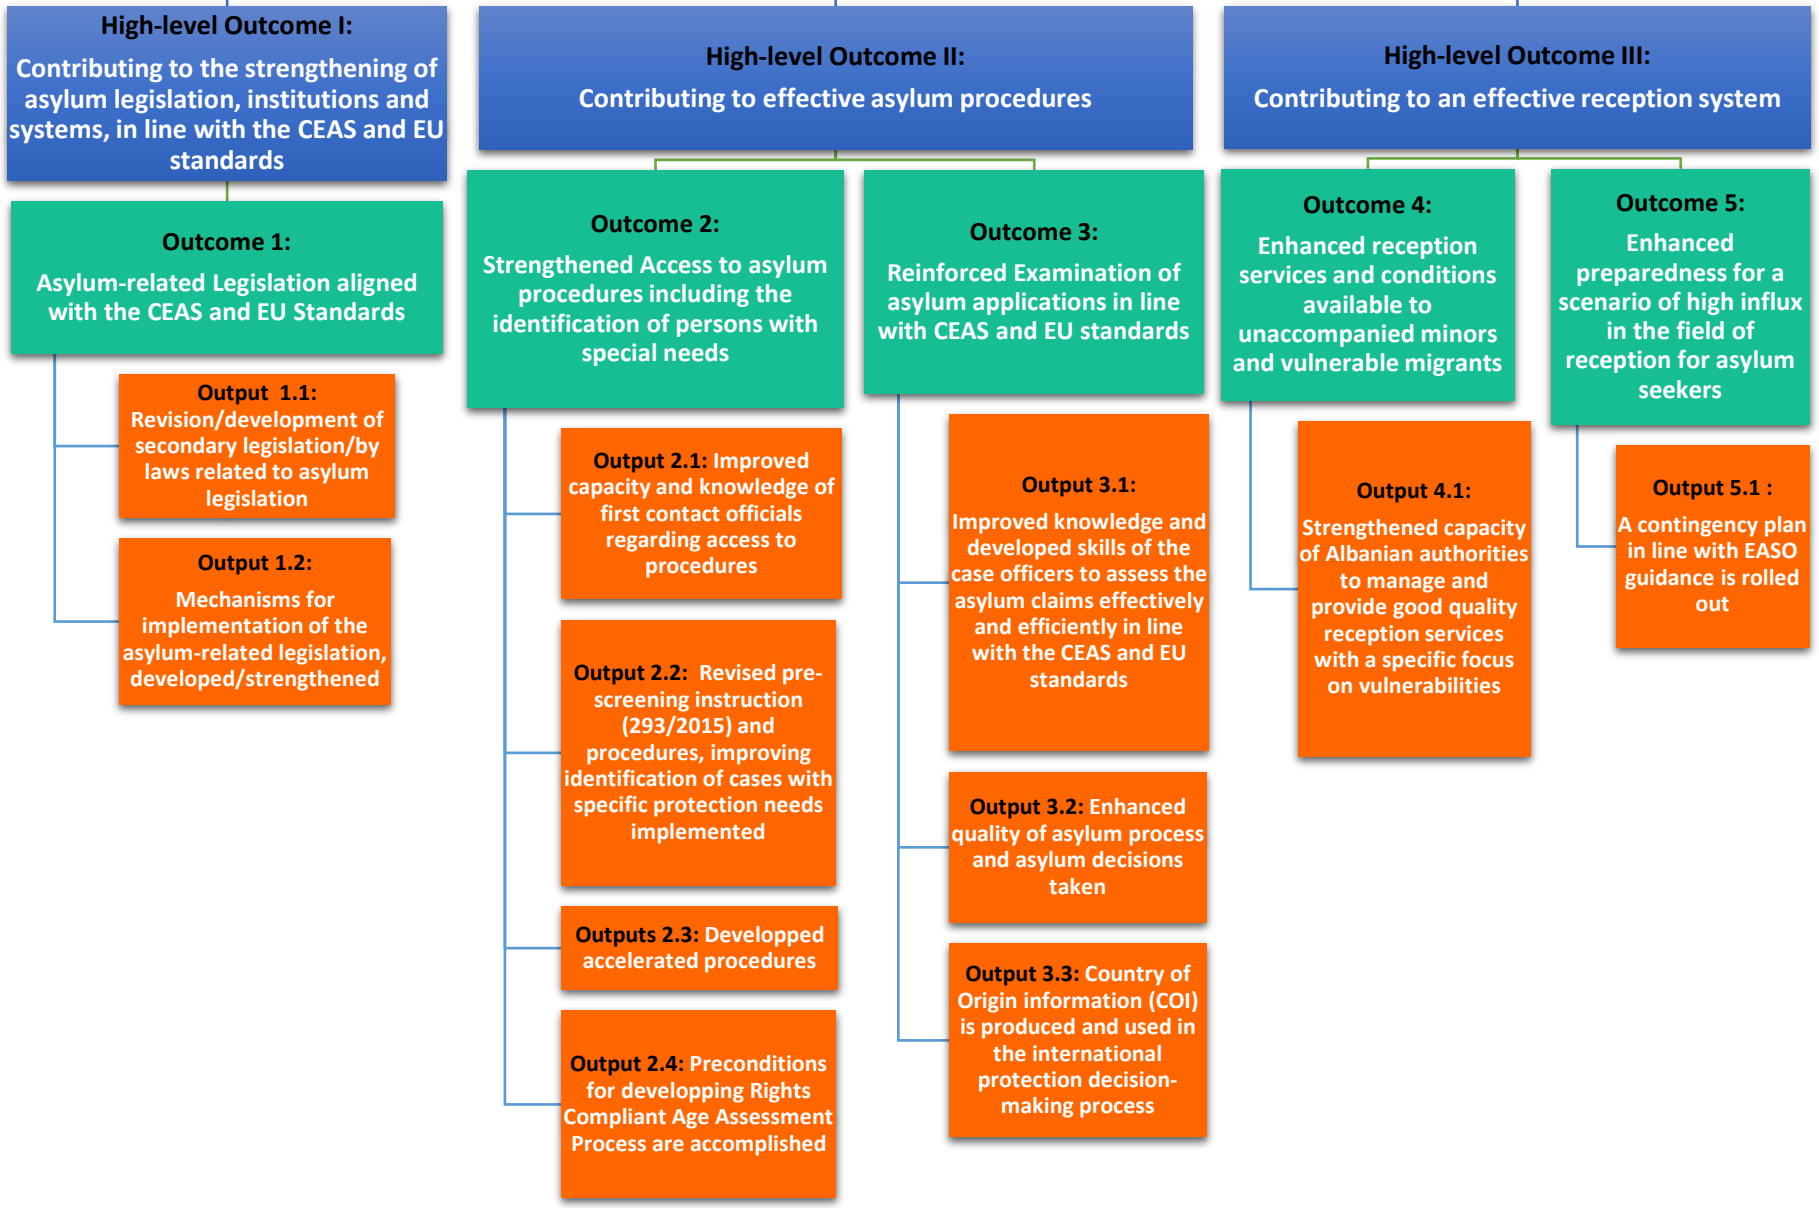 High-level Outcome I:
Contributing to the strengthening of
asylum legislation, institutions and
systems, in line with the CEAS and EU
standards
Outcome 1:
Asylum-related Legislation aligned
with the CEAS and EU Standards
Output  1.1:
Revision/development of
secondary legislation/by
laws related to asylum
legislation
Output 1.2:
Mechanisms for
implementation of the
asylum-related legislation,
developed/strengthened
High-level Outcome II:
Contributing to effective asylum procedures
Outcome 2:
Strengthened Access to asylum
procedures including the
identification of persons with
special needs
Output 2.1: Improved
capacity and knowledge of
first contact officials
regarding access to
procedures
Output 2.2:  Revised pre-
screening instruction
(293/2015) and
procedures, improving
identification of cases with
specific protection needs
implemented
Outputs 2.3: Developped
accelerated procedures
Output 2.4: Preconditions
for developping Rights
Compliant Age Assessment
Process are accomplished
Outcome 3:
Reinforced Examination of
asylum applications in line
with CEAS and EU standards
Output 3.1:
Improved knowledge and
developed skills of the
case officers to assess the
asylum claims effectively
and efficiently in line
with the CEAS and EU
standards
Output 3.2: Enhanced
quality of asylum process
and asylum decisions
taken
Output 3.3: Country of
Origin information (COI)
is produced and used in
the international
protection decision-
making process
High-level Outcome III:
Contributing to an effective reception system
Outcome 4:
Enhanced reception
services and conditions
available to
unaccompanied minors
and vulnerable migrants
Output 4.1:
Strengthened capacity
of Albanian authorities
to manage and
provide good quality
reception services
with a specific focus
on vulnerabilities
Outcome 5:
Enhanced
preparedness for a
scenario of high influx
in the field of
reception for asylum
seekers
Output 5.1 :
A contingency plan
in line with EASO
guidance is rolled
out